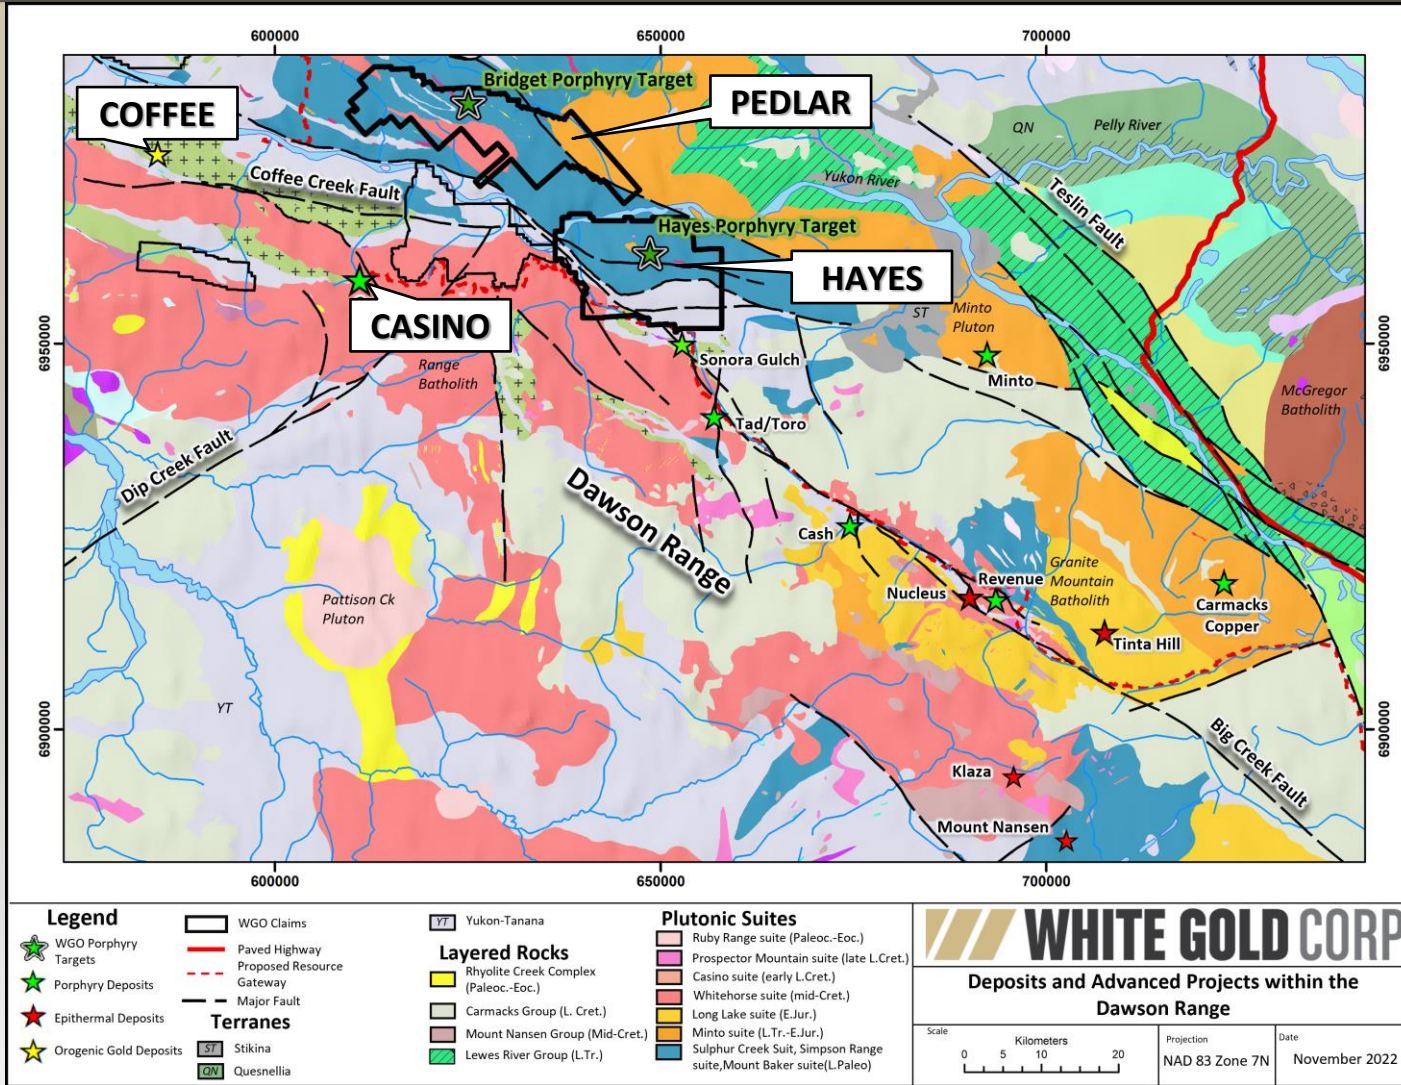 600000
650000
700000
Bridget Porphyry Target
PEDLAR
COFFEE
QN
Pelly River
Coffee Creek Fault
Yukon River
Teslin Fault
Hayes Porphyry Target
HAYES
CASINO
ST
Minto
Pluton
6950000
6950000
Range
Batholith
Sonora Gulch
Minto
McGregor
Batholith
Tad/Toro
Dip Creek Fault
Dawson Range
Cash
Pattison Ck
Pluton
Nucleus
Revenue
Granite
Mountain
Batholith
Carmacks
Copper
Tinta Hill
YT
6900000
6900000
Big Creek Fault
Klaza
Mount Nansen
600000
650000
700000
Legend
WGO Porphyry
Targets
Porphyry Deposits
Epithermal Deposits
Orogenic Gold Deposits
WGO Claims
Paved Highway
Proposed Resource
Gateway
Major Fault
Terranes
ST Stikina
QN Quesnellia
YT Yukon-Tanana
Layered Rocks
Rhyolite Creek Complex
(Paleoc.-Eoc.)
Carmacks Group (L. Cret.)
Mount Nansen Group (Mid-Cret.)
Lewes River Group (L.Tr.)
Plutonic Suites
Ruby Range suite (Paleoc.-Eoc.)
Prospector Mountain suite (late L.Cret.)
Casino suite (early L.Cret.)
Whitehorse suite (mid-Cret.)
Long Lake suite (E.Jur.)
Minto suite (L.Tr.-E.Jur.)
Sulphur Creek Suit, Simpson Range
suite,Mount Baker suite(L.Paleo)
WHITE GOLD CORP
Deposits and Advanced Projects within the
Dawson Range
Scale
Kilometers
0 5 10 20
Projection
NAD 83 Zone 7N
Date
November 2022